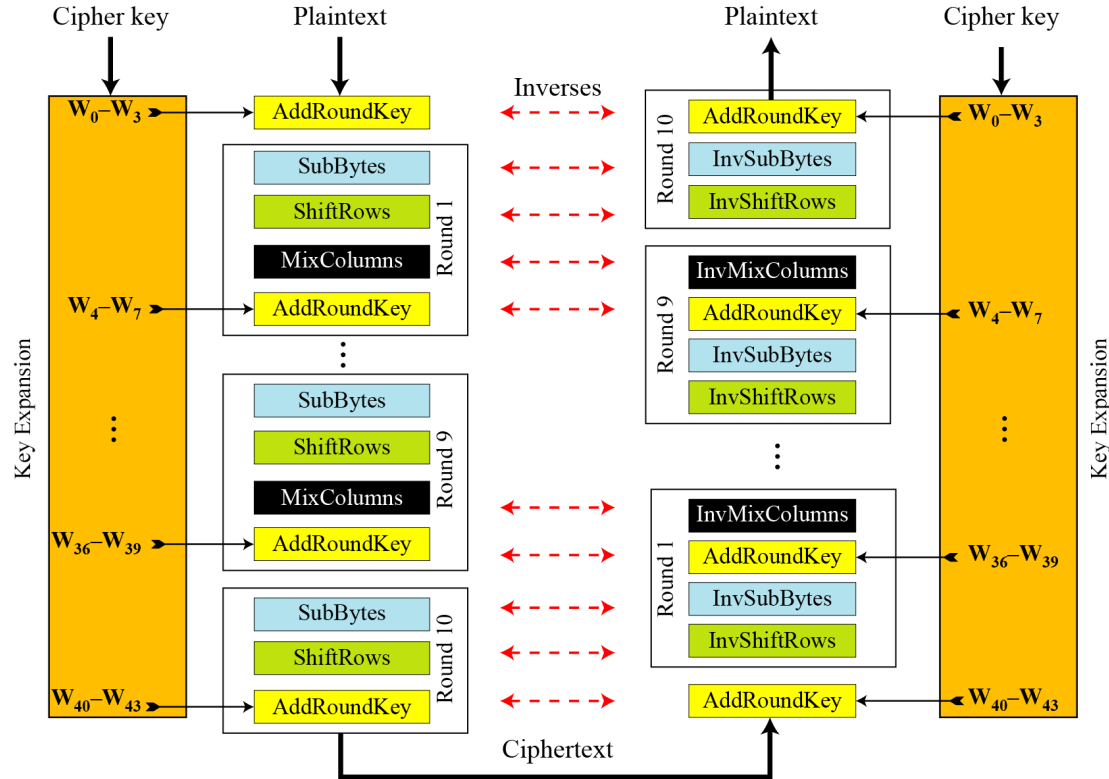 Cipher key
Plaintext
Plaintext
Cipher key
Key Expansion
W0–W3
W4–W7
⋮
W36–W39
W40–W43
AddRoundKey
SubBytes
ShiftRows
MixColumns
AddRoundKey
Round 1
⋮
SubBytes
ShiftRows
MixColumns
AddRoundKey
Round 9
SubBytes
ShiftRows
AddRoundKey
Round 10
Inverses
Ciphertext
Round 10
AddRoundKey
InvSubBytes
InvShiftRows
Round 9
InvMixColumns
AddRoundKey
InvSubBytes
InvShiftRows
⋮
Round 1
InvMixColumns
AddRoundKey
InvSubBytes
InvShiftRows
AddRoundKey
W0–W3
W4–W7
⋮
W36–W39
W40–W43
Key Expansion